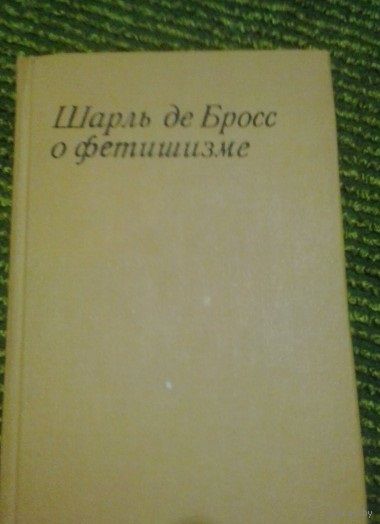 Шарль де Бросс
о фетишизме